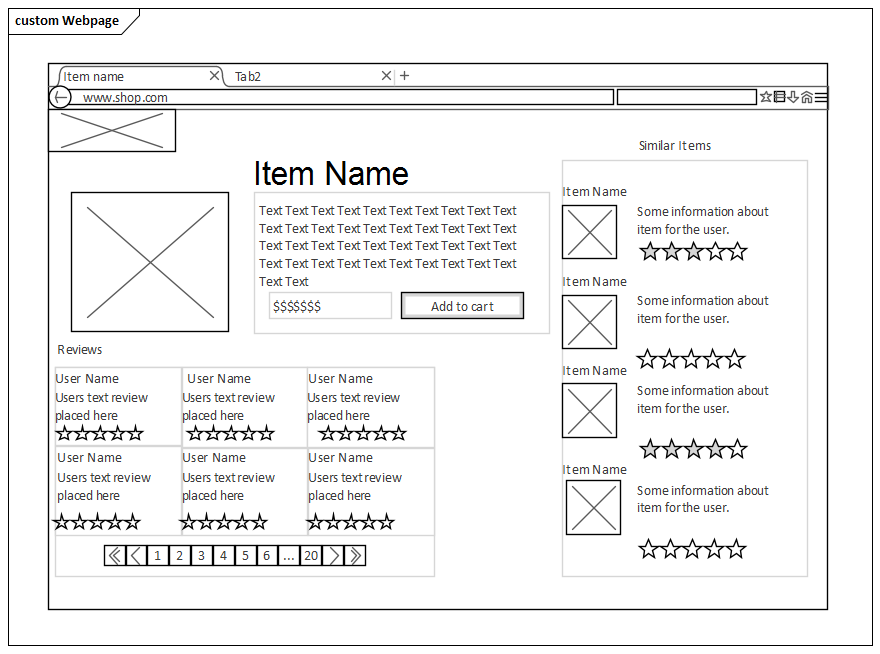 custom Webpage
Item name
Tab2
www.shop.com
Similar Items
Item Name
Text Text Text Text Text Text Text Text Text Text
Text Text Text Text Text Text Text Text Text Text
Text Text Text Text Text Text Text Text Text Text
Text Text Text Text Text Text Text Text Text Text
Text Text
$$$$$$$
Add to cart
Item Name
Some information about
item for the user.
Item Name
Some information about
item for the user.
Item Name
Some information about
item for the user.
Item Name
Some information about
item for the user.
Reviews
User Name
Users text review
placed here
User Name
Users text review
placed here
User Name
Users text review
placed here
User Name
Users text review
placed here
User Name
Users text review
placed here
User Name
Users text review
placed here
1 2 3 4 5 6 ... 20